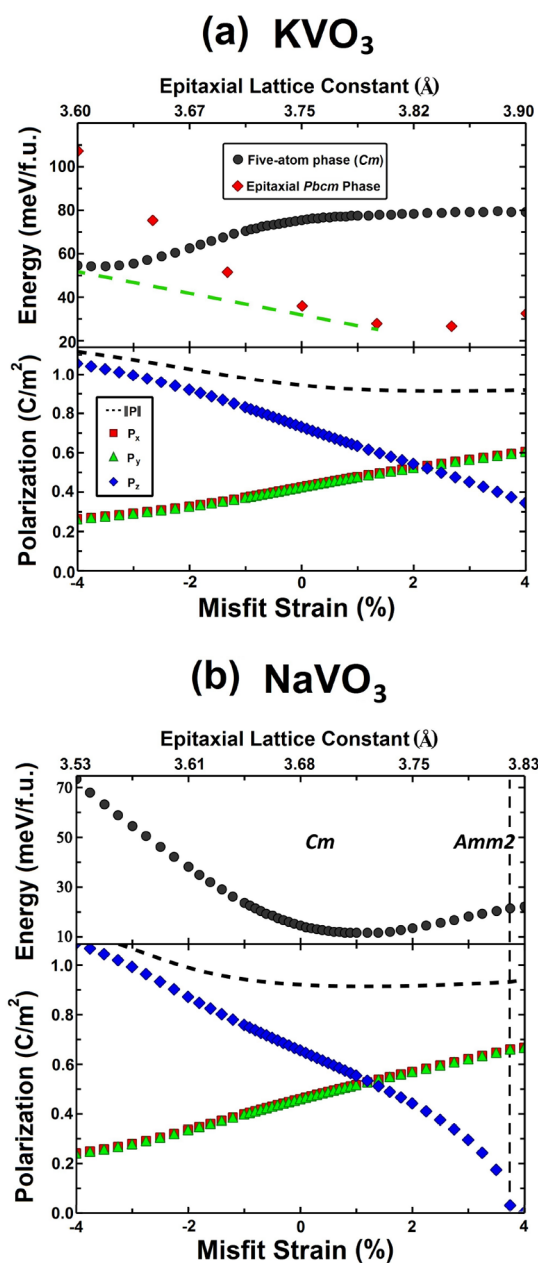 (a) KVO3
Epitaxial Lattice Constant (Å)
3.60 3.67 3.75 3.82 3.90
Energy (meV/f.u.)
100
80
60
40
20
Five-atom phase (Cm)
Epitaxial Pbcm Phase
Polarization (C/m²)
1.0
0.8
0.6
0.4
0.2
0.0
||P||
Px
Py
Pz
-4 -2 0 2 4
Misfit Strain (%)
(b) NaVO3
Epitaxial Lattice Constant (Å)
3.53 3.61 3.68 3.75 3.83
Energy (meV/f.u.)
70
50
30
10
Cm Amm2
Polarization (C/m²)
1.0
0.8
0.6
0.4
0.2
0.0
-4 -2 0 2 4
Misfit Strain (%)